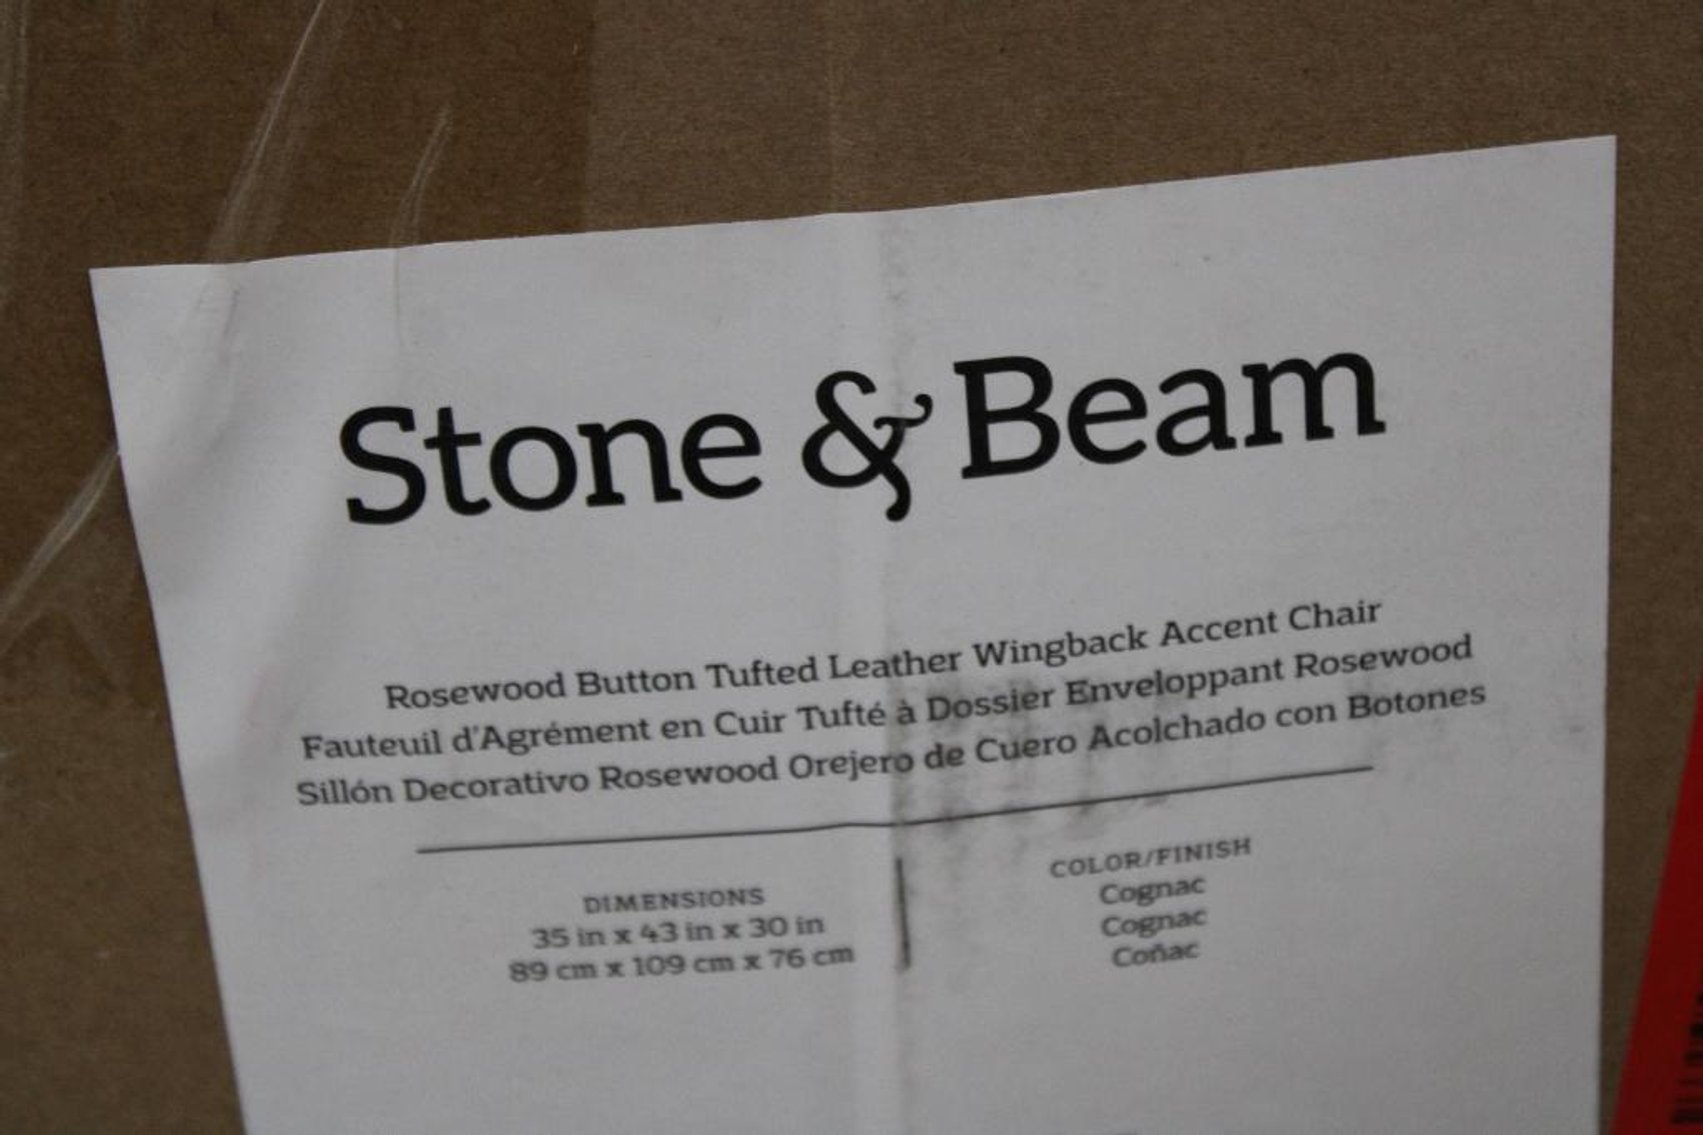 Stone & Beam
Rosewood Button Tufted Leather Wingback Accent Chair
Fauteuil d'Agrément en Cuir Tufté à Dossier Enveloppant Rosewood
Sillón Decorativo Rosewood Orejero de Cuero Acolchado con Botones
DIMENSIONS
35 in x 43 in x 30 in
89 cm x 109 cm x 76 cm
COLOR/FINISH
Cognac
Cognac
Coñac